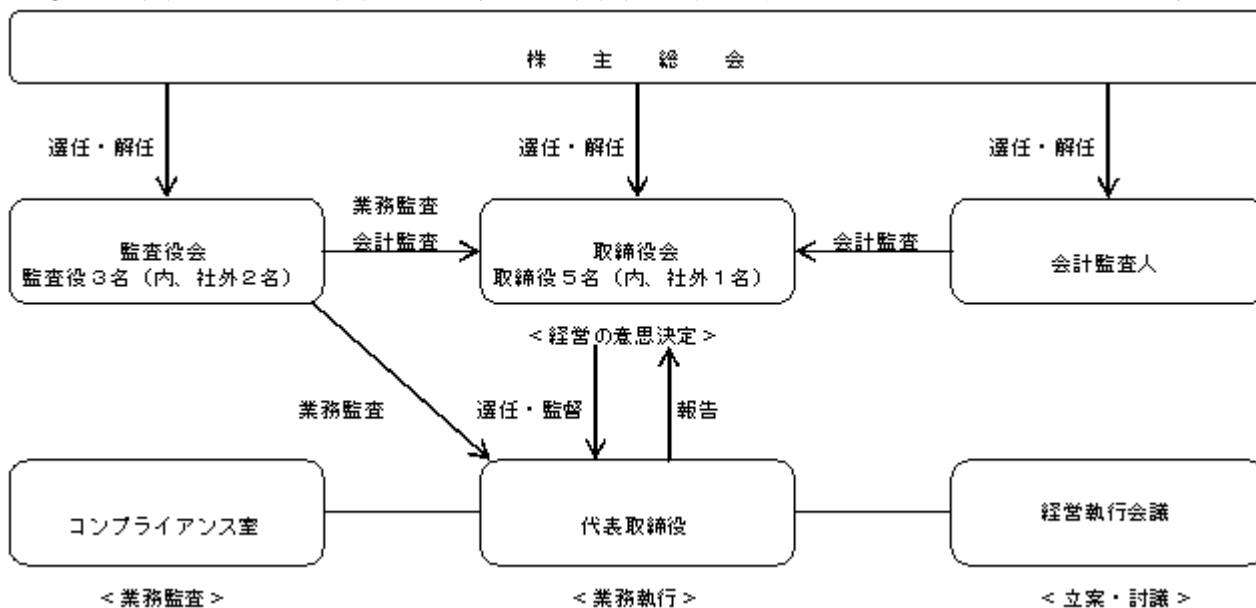 株　主　総　会
選任・解任
選任・解任
選任・解任
監査役会
監査役３名（内、社外２名）
業務監査
会計監査
取締役会
取締役５名（内、社外１名）
会計監査
会計監査人
＜経営の意思決定＞
業務監査
選任・監督
報告
コンプライアンス室
代表取締役
経営執行会議
＜業務監査＞
＜業務執行＞
＜立案・討議＞